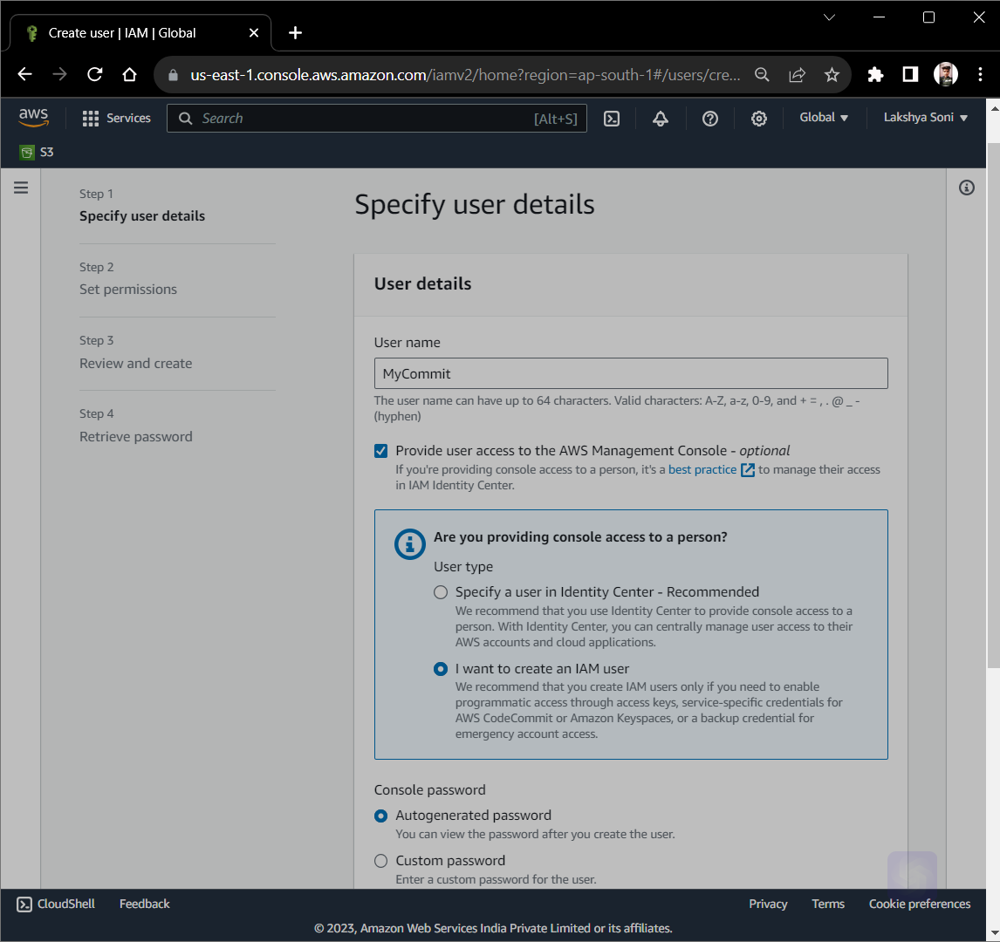 Create user | IAM | Global
us-east-1.console.aws.amazon.com/iamv2/home?region=ap-south-1#/users/cre...
aws
Services
Search
[Alt+S]
Global
Lakshya Soni
S3
Step 1
Specify user details
Step 2
Set permissions
Step 3
Review and create
Step 4
Retrieve password
Specify user details
User details
User name
MyCommit
The user name can have up to 64 characters. Valid characters: A-Z, a-z, 0-9, and + = , . @ _ -
(hyphen)
Provide user access to the AWS Management Console - optional
If you're providing console access to a person, it's a best practice to manage their access
in IAM Identity Center.
Are you providing console access to a person?
User type
Specify a user in Identity Center - Recommended
We recommend that you use Identity Center to provide console access to a
person. With Identity Center, you can centrally manage user access to their
AWS accounts and cloud applications.
I want to create an IAM user
We recommend that you create IAM users only if you need to enable
programmatic access through access keys, service-specific credentials for
AWS CodeCommit or Amazon Keyspaces, or a backup credential for
emergency account access.
Console password
Autogenerated password
You can view the password after you create the user.
Custom password
Enter a custom password for the user.
CloudShell
Feedback
Privacy
Terms
Cookie preferences
© 2023, Amazon Web Services India Private Limited or its affiliates.